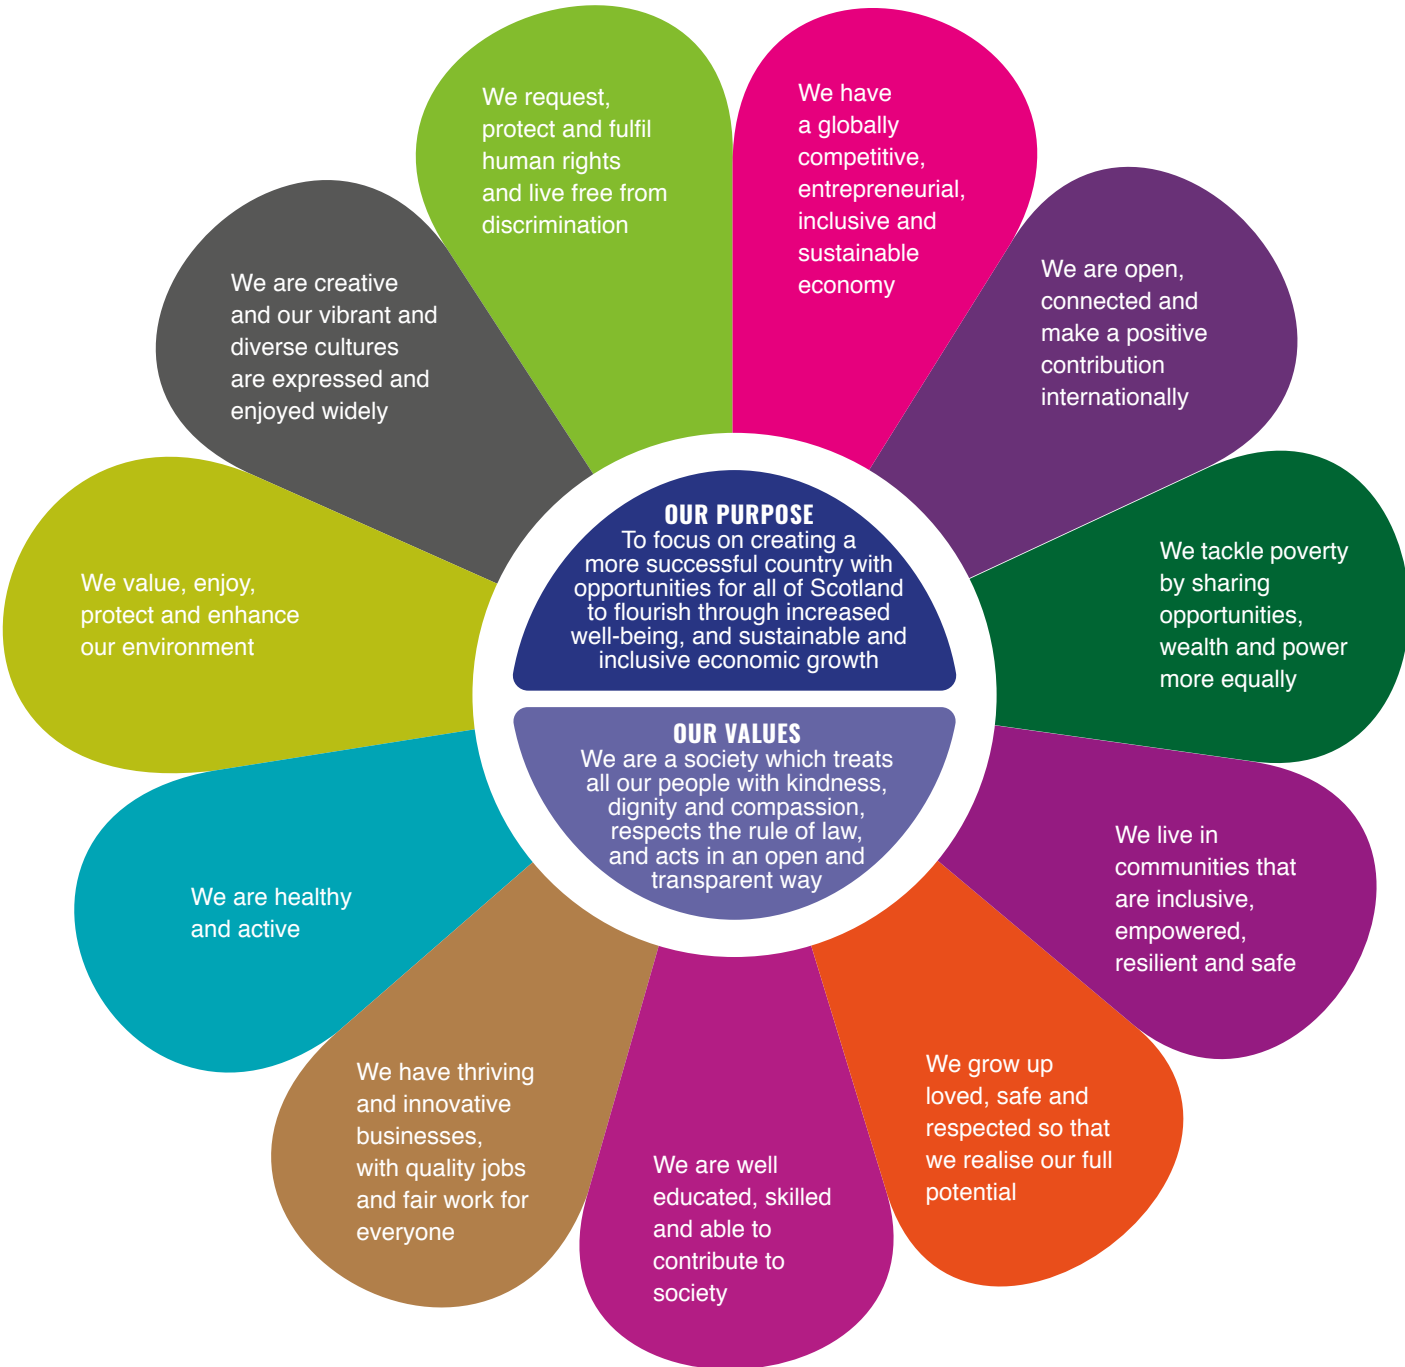 We request,
protect and fulfil
human rights
and live free from
discrimination
We have
a globally
competitive,
entrepreneurial,
inclusive and
sustainable
economy
We are open,
connected and
make a positive
contribution
internationally
We tackle poverty
by sharing
opportunities,
wealth and power
more equally
We live in
communities that
are inclusive,
empowered,
resilient and safe
We grow up
loved, safe and
respected so that
we realise our full
potential
We are well
educated, skilled
and able to
contribute to
society
We have thriving
and innovative
businesses,
with quality jobs
and fair work for
everyone
We are healthy
and active
We value, enjoy,
protect and enhance
our environment
We are creative
and our vibrant and
diverse cultures
are expressed and
enjoyed widely
OUR PURPOSE
To focus on creating a
more successful country with
opportunities for all of Scotland
to flourish through increased
well-being, and sustainable and
inclusive economic growth
OUR VALUES
We are a society which treats
all our people with kindness,
dignity and compassion,
respects the rule of law,
and acts in an open and
transparent way